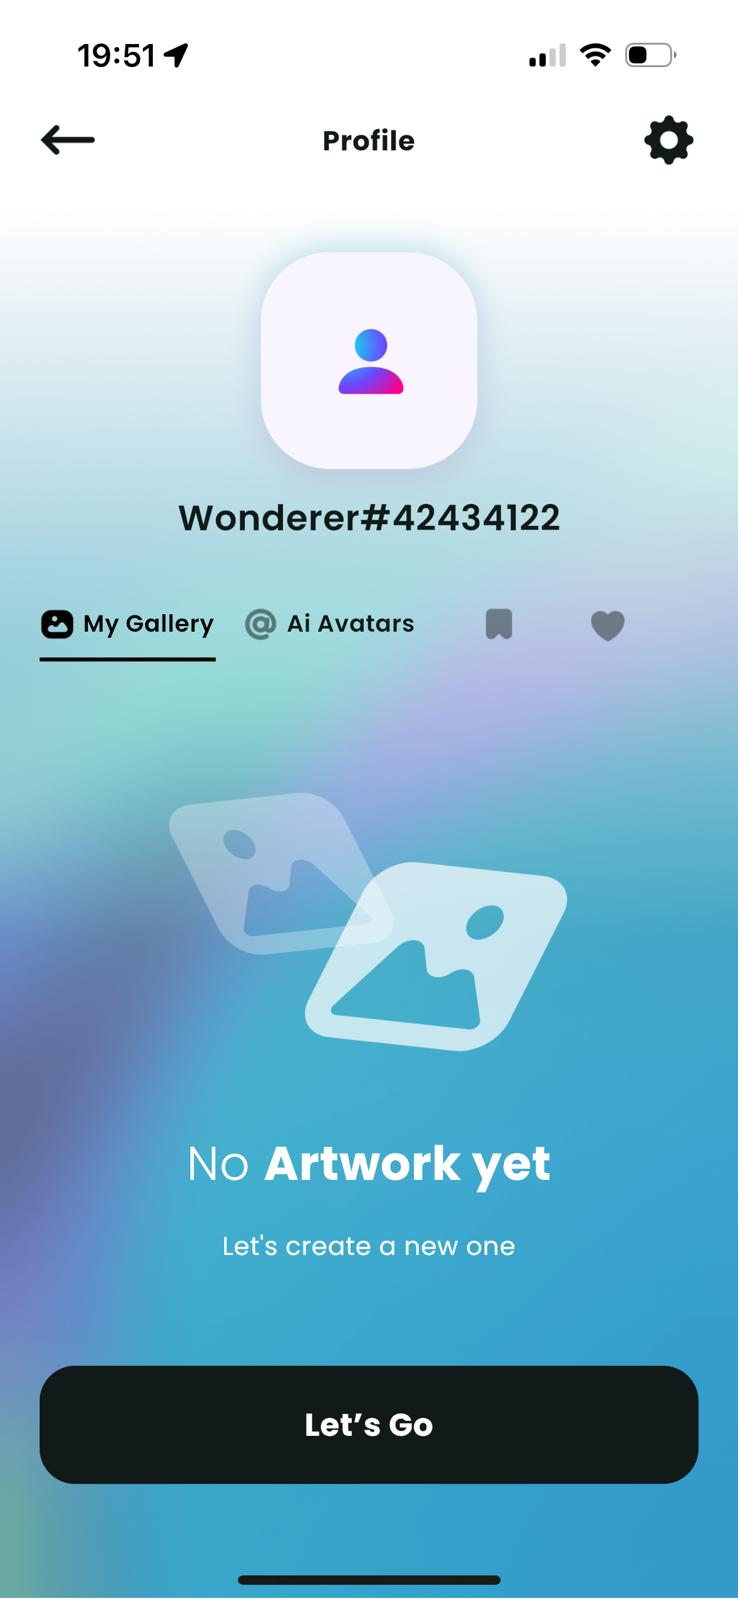 19:51
Profile
Wonderer#42434122
My Gallery
Ai Avatars
No Artwork yet
Let's create a new one
Let’s Go